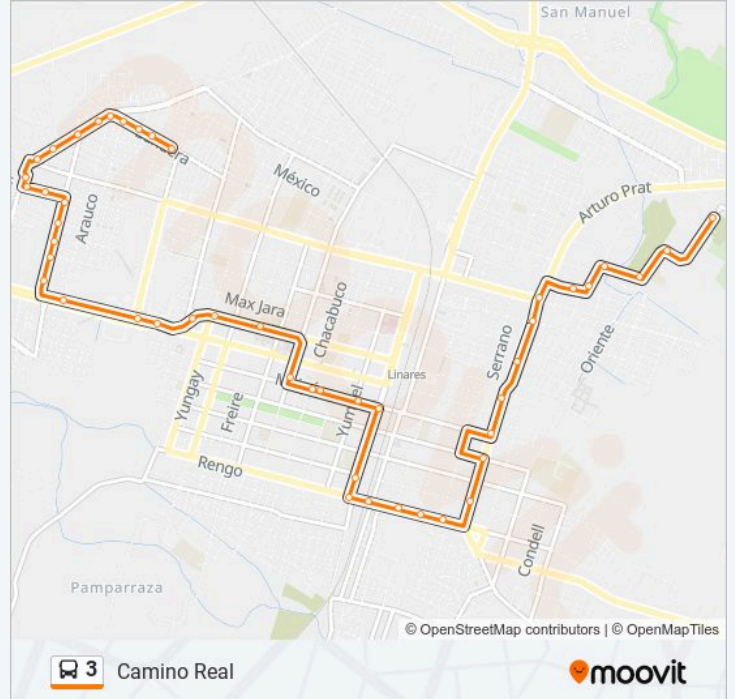 San Manuel
México
Arturo Prat
Arauco
Max Jara
Chacabuco
Serrano
Oriente
Linares
Yungay
Freire
Rengo
Condell
Pamparraza
© OpenStreetMap contributors | © OpenMapTiles
3 Camino Real
moovit